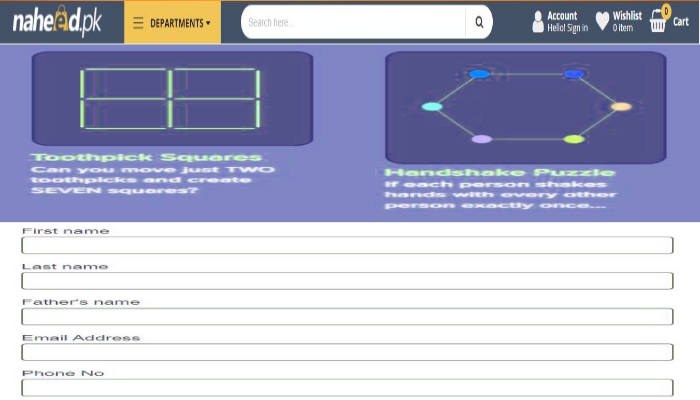 naheed.pk
DEPARTMENTS
Search here...
Account
Hello! Sign in
Wishlist
0 item
0
Cart
Toothpick Squares
Can you move just TWO
toothpicks and create
SEVEN squares?
Handshake Puzzle
If each person shakes
hands with every other
person exactly once...
First name
Last name
Father's name
Email Address
Phone No